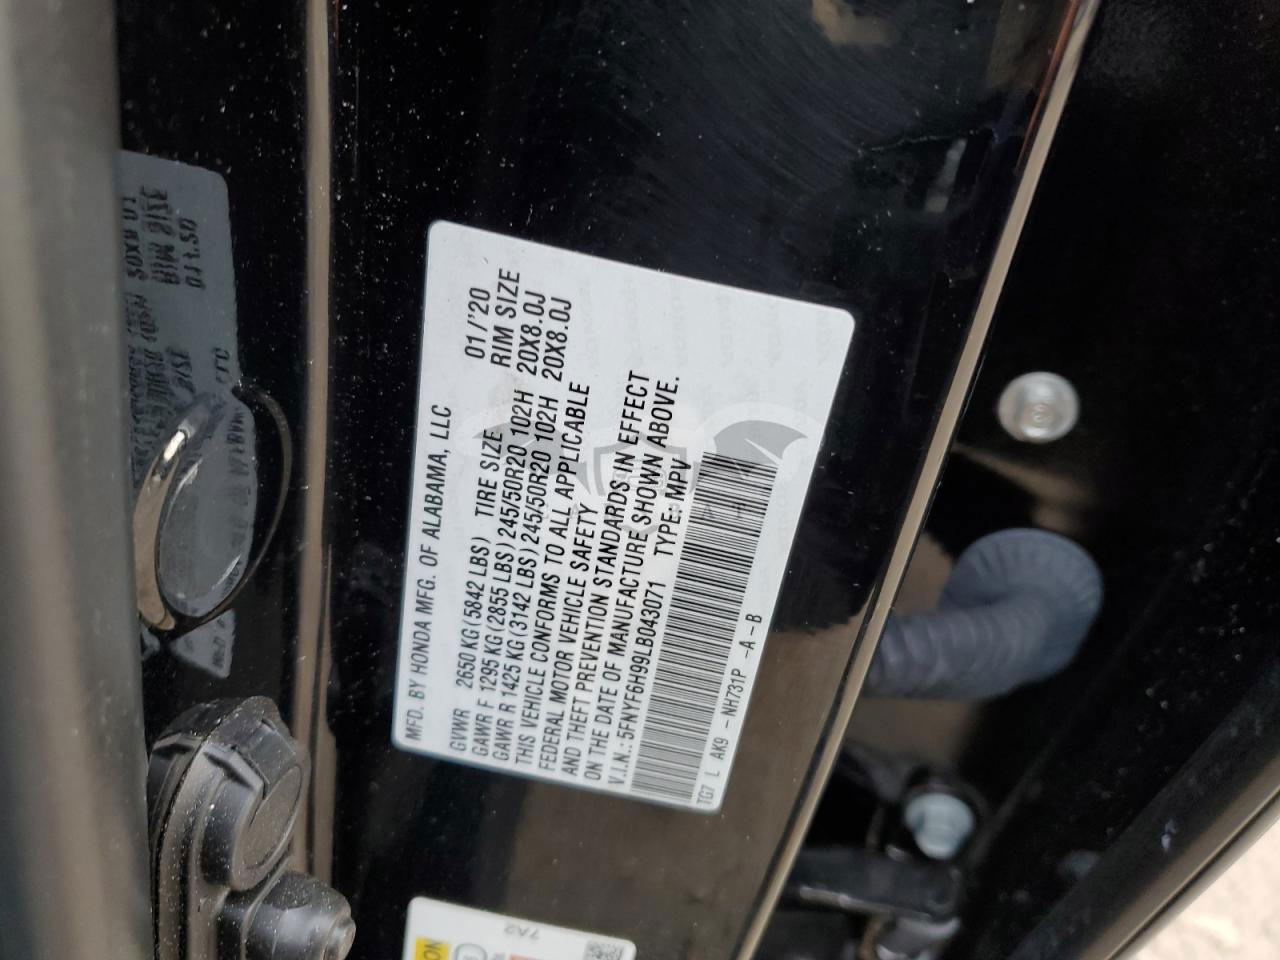 MFD. BY HONDA MFG. OF ALABAMA, LLC 01/'20
GVWR 2650 KG (5842 LBS) TIRE SIZE RIM SIZE
GAWR F 1295 KG (2855 LBS) 245/50R20 102H 20X8.0J
GAWR R 1425 KG (3142 LBS) 245/50R20 102H 20X8.0J
THIS VEHICLE CONFORMS TO ALL APPLICABLE
FEDERAL MOTOR VEHICLE SAFETY
AND THEFT PREVENTION STANDARDS IN EFFECT
ON THE DATE OF MANUFACTURE SHOWN ABOVE.
V.I.N.: 5FNYF6H99LB043071 TYPE: MPV
TG7 L AK9 - NH731P -A-B
7A2